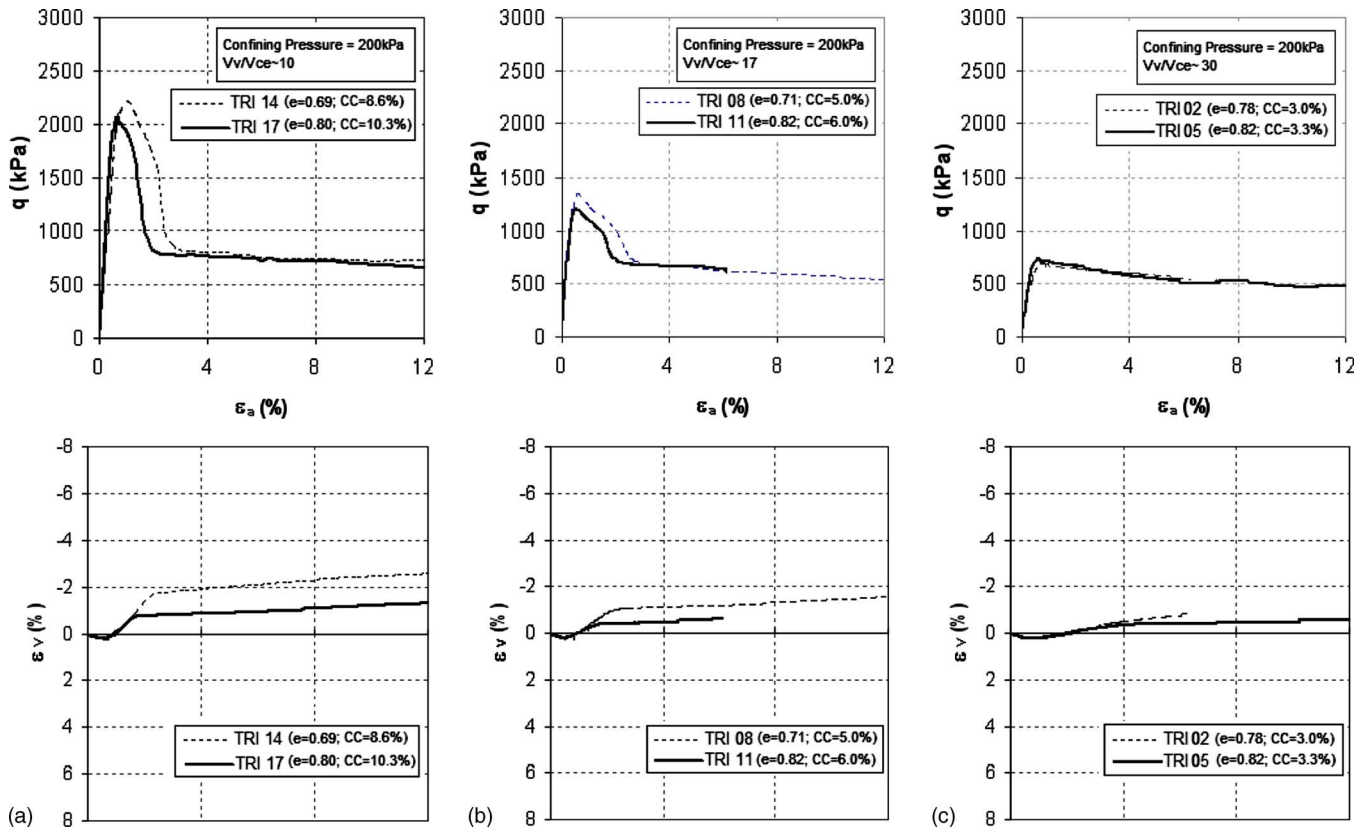 3000
2500
2000
1500
1000
500
0
q (kPa)
Confining Pressure = 200kPa
Vv/Vce~10
TRI 14 (e=0.69; CC=8.6%)
TRI 17 (e=0.80; CC=10.3%)
0 4 8 12
εa (%)
3000
2500
2000
1500
1000
500
0
q (kPa)
Confining Pressure = 200kPa
Vv/Vce~ 17
TRI 08 (e=0.71; CC=5.0%)
TRI 11 (e=0.82; CC=6.0%)
0 4 8 12
εa (%)
3000
2500
2000
1500
1000
500
0
q (kPa)
Confining Pressure = 200kPa
Vv/Vce~ 30
TRI 02 (e=0.78; CC=3.0%)
TRI 05 (e=0.82; CC=3.3%)
0 4 8 12
εa (%)
-8
-6
-4
-2
0
2
4
6
8
εv (%)
TRI 14 (e=0.69; CC=8.6%)
TRI 17 (e=0.80; CC=10.3%)
(a)
-8
-6
-4
-2
0
2
4
6
8
εv (%)
TRI 08 (e=0.71; CC=5.0%)
TRI 11 (e=0.82; CC=6.0%)
(b)
-8
-6
-4
-2
0
2
4
6
8
εv (%)
TRI 02 (e=0.78; CC=3.0%)
TRI 05 (e=0.82; CC=3.3%)
(c)